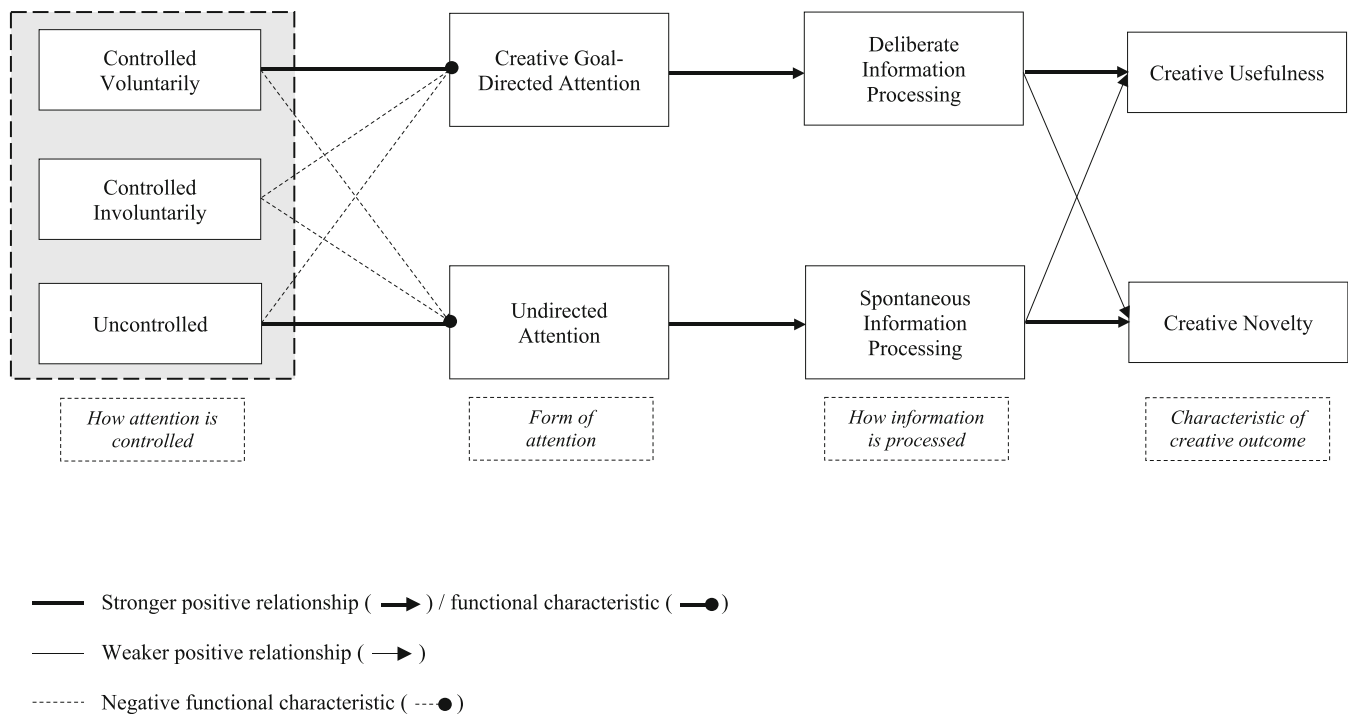 Controlled
Voluntarily
Creative Goal-
Directed Attention
Deliberate
Information
Processing
Creative Usefulness
Controlled
Involuntarily
Uncontrolled
Undirected
Attention
Spontaneous
Information
Processing
Creative Novelty
How attention is
controlled
Form of
attention
How information
is processed
Characteristic of
creative outcome
Stronger positive relationship ( ) / functional characteristic ( )
Weaker positive relationship ( )
Negative functional characteristic ( )